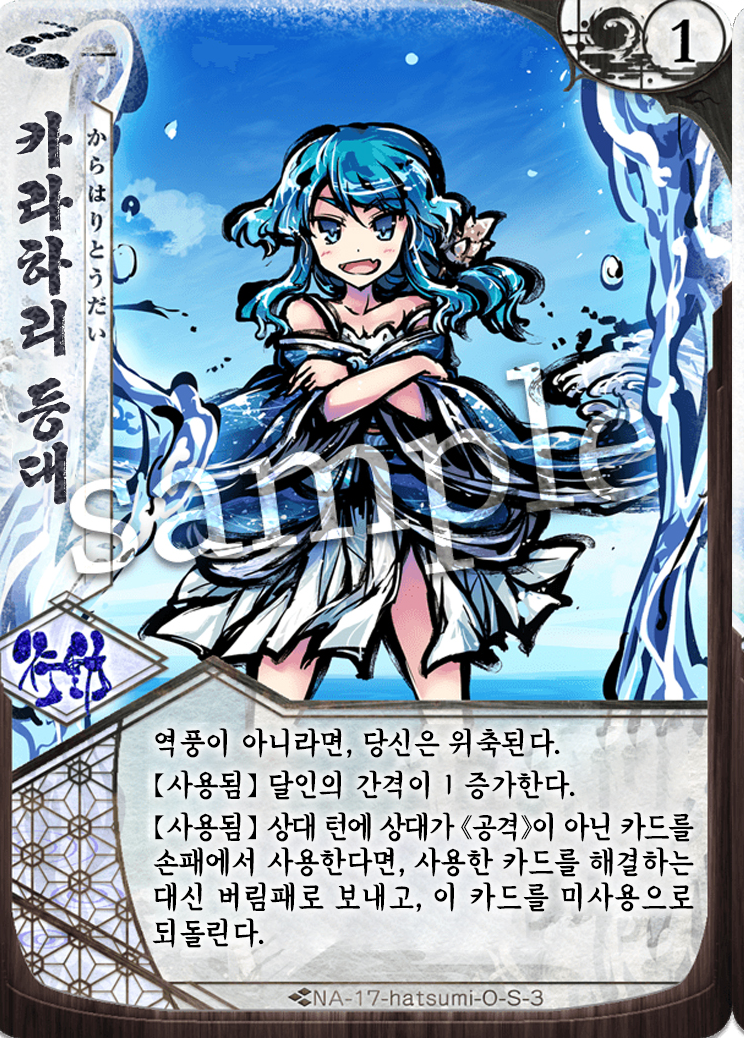 1
카라하리 등대
からはりとうだい
sample
行動
역풍이 아니라면, 당신은 위축된다.
【사용됨】 달인의 간격이 1 증가한다.
【사용됨】 상대 턴에 상대가 《공격》이 아닌 카드를
손패에서 사용한다면, 사용한 카드를 해결하는
대신 버림패로 보내고, 이 카드를 미사용으로
되돌린다.
NA-17-hatsumi-O-S-3